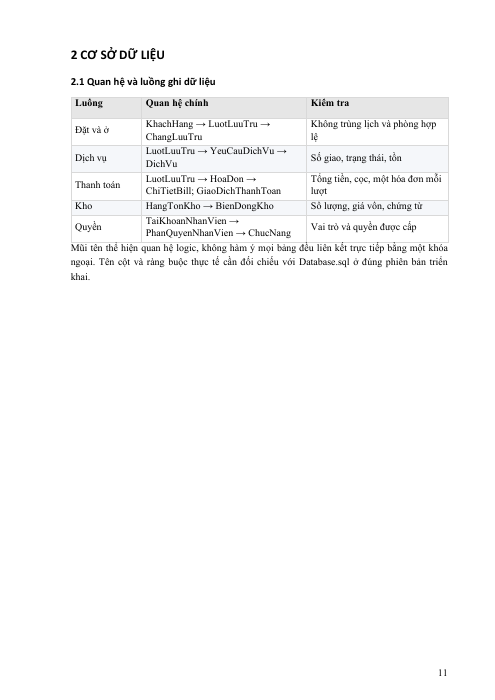 2 CƠ SỞ DỮ LIỆU
2.1 Quan hệ và luồng ghi dữ liệu
Luồng Quan hệ chính Kiểm tra
Đặt và ở KhachHang → LuotLuuTru → ChangLuuTru Không trùng lịch và phòng hợp lệ
Dịch vụ LuotLuuTru → YeuCauDichVu → DichVu Số giao, trạng thái, tồn
Thanh toán LuotLuuTru → HoaDon → ChiTietBill; GiaoDichThanhToan Tổng tiền, cọc, một hóa đơn mỗi lượt
Kho HangTonKho → BienDongKho Số lượng, giá vốn, chứng từ
Quyền TaiKhoanNhanVien → PhanQuyenNhanVien → ChucNang Vai trò và quyền được cấp
Mũi tên thể hiện quan hệ logic, không hàm ý mọi bảng đều liên kết trực tiếp bằng một khóa
ngoại. Tên cột và ràng buộc thực tế cần đối chiếu với Database.sql ở đúng phiên bản triển
khai.
11